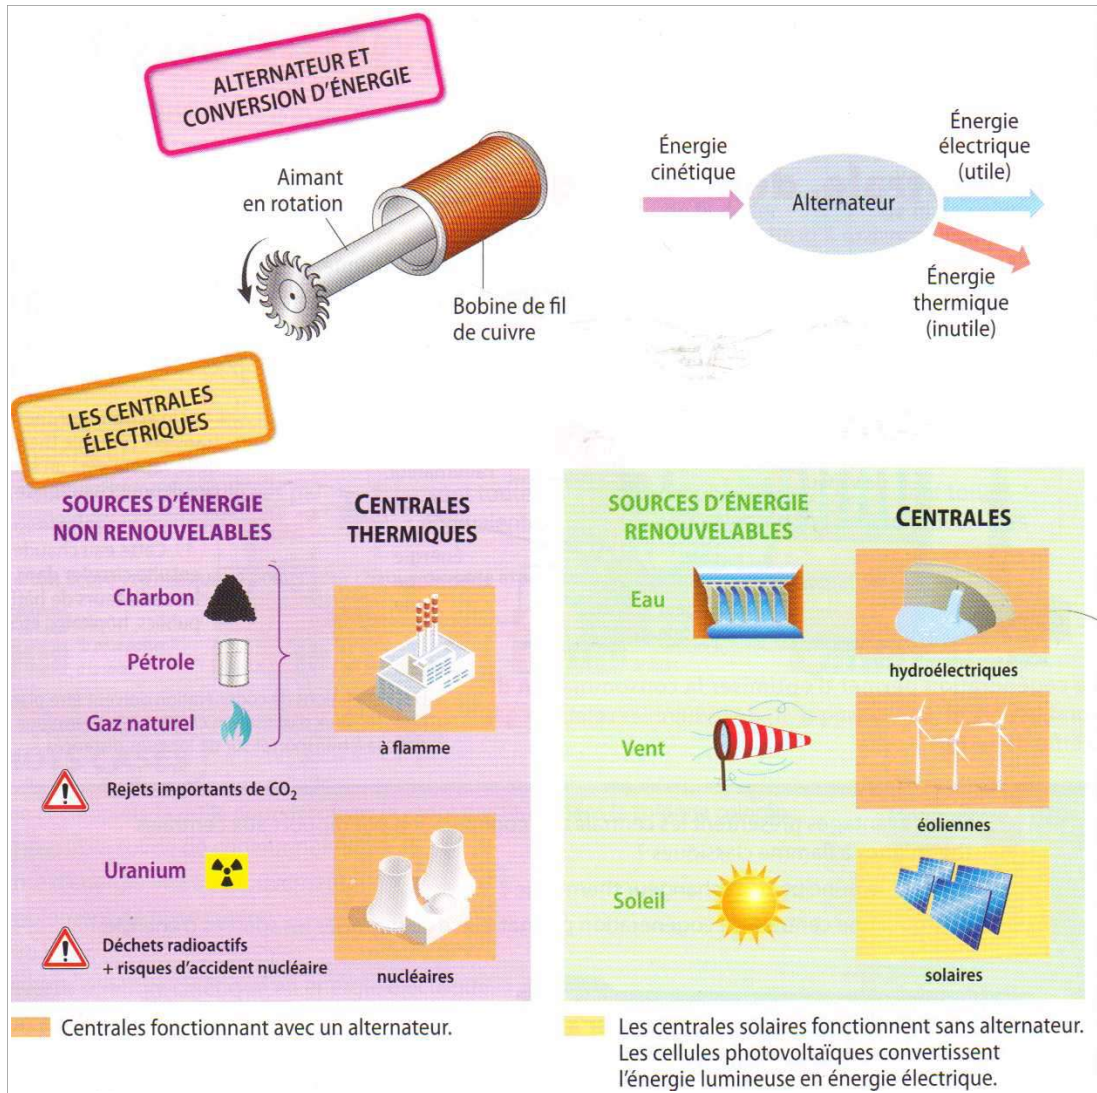 ALTERNATEUR ET
CONVERSION D'ÉNERGIE
Aimant
en rotation
Bobine de fil
de cuivre
Énergie
cinétique
Alternateur
Énergie
électrique
(utile)
Énergie
thermique
(inutile)
LES CENTRALES
ÉLECTRIQUES
SOURCES D'ÉNERGIE
NON RENOUVELABLES
CENTRALES
THERMIQUES
Charbon
Pétrole
Gaz naturel
à flamme
Rejets importants de CO₂
Uranium
Déchets radioactifs
+ risques d'accident nucléaire
nucléaires
Centrales fonctionnant avec un alternateur.
SOURCES D'ÉNERGIE
RENOUVELABLES
CENTRALES
Eau
hydroélectriques
Vent
éoliennes
Soleil
solaires
Les centrales solaires fonctionnent sans alternateur.
Les cellules photovoltaïques convertissent
l'énergie lumineuse en énergie électrique.